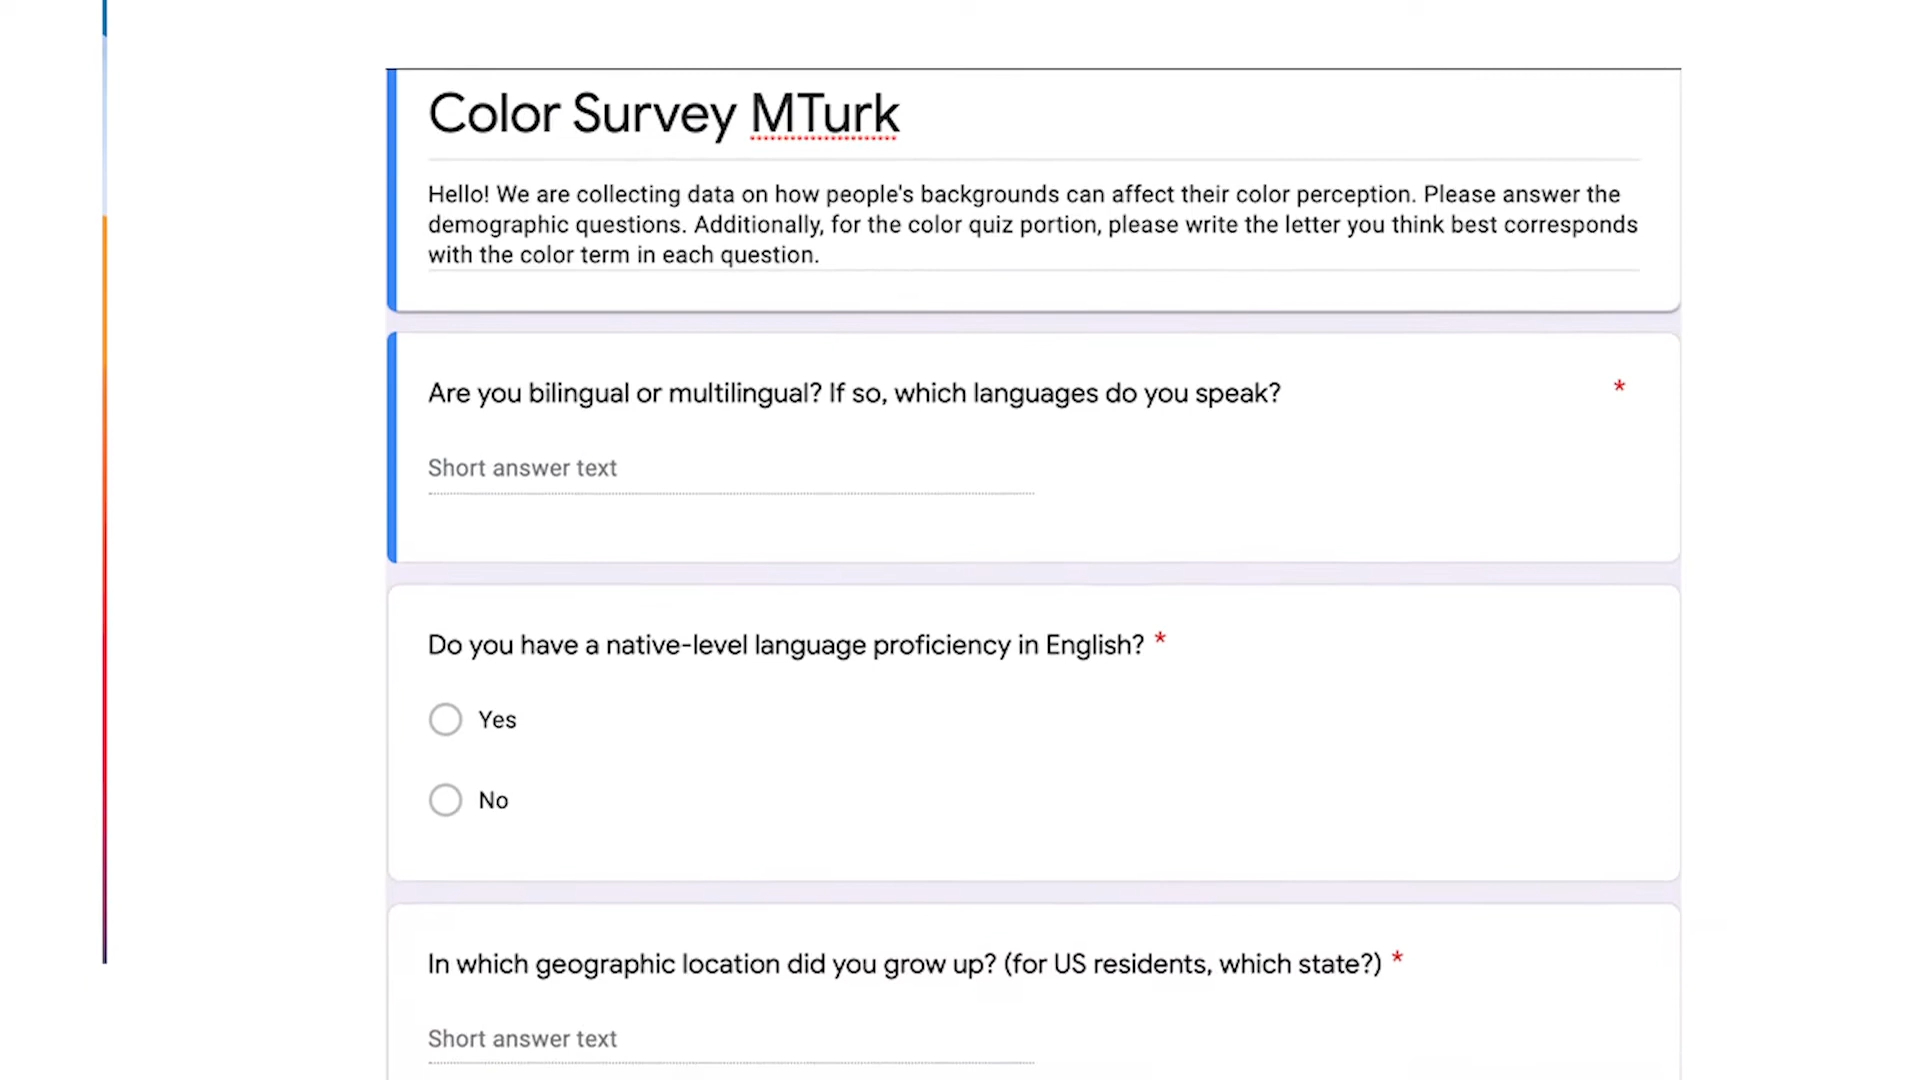 Color Survey MTurk
Hello! We are collecting data on how people's backgrounds can affect their color perception. Please answer the
demographic questions. Additionally, for the color quiz portion, please write the letter you think best corresponds
with the color term in each question.
Are you bilingual or multilingual? If so, which languages do you speak? *
Short answer text
Do you have a native-level language proficiency in English? *
Yes
No
In which geographic location did you grow up? (for US residents, which state?) *
Short answer text